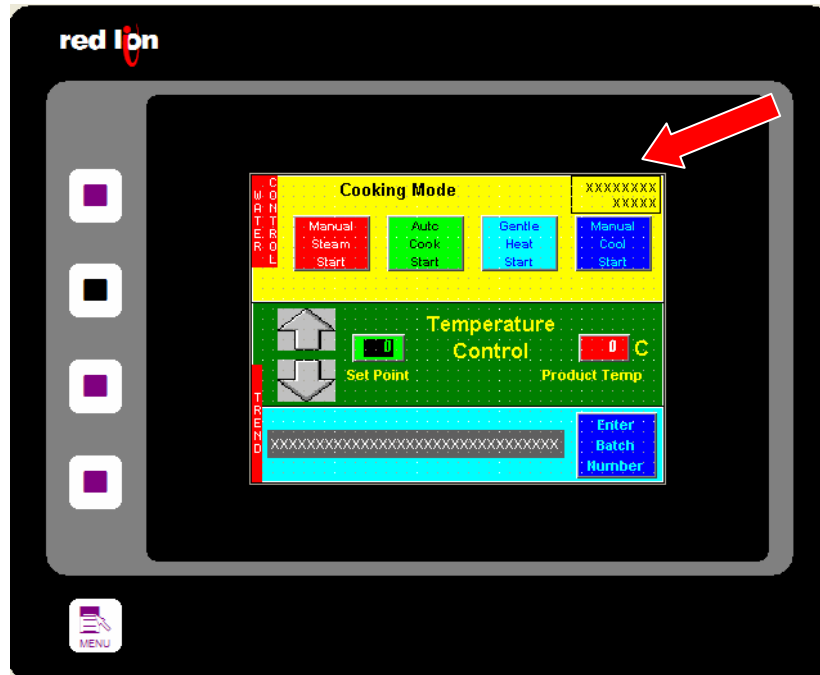 red lion
WATER
CONTROL
Cooking Mode
XXXXXXXX
XXXXX
Manual
Steam
Start
Auto
Cook
Start
Gentle
Heat
Start
Manual
Cool
Start
Temperature
Control
0
0 C
Set Point
Product Temp
TREND
XXXXXXXXXXXXXXXXXXXXXXXXXXXXXX
Enter
Batch
Number
MENU